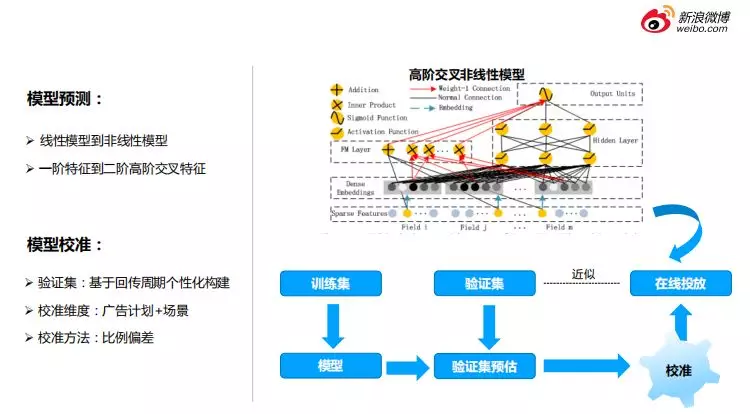 新浪微博
weibo.com
模型预测：
线性模型到非线性模型
一阶特征到二阶高阶交叉特征
模型校准：
验证集：基于回传周期个性化构建
校准维度：广告计划+场景
校准方法：比例偏差
高阶交叉非线性模型
Addition
Inner Product
Sigmoid Function
Activation Function
Weight-1 Connection
Normal Connection
Embedding
Output Units
Hidden Layer
FM Layer
. . .
Dense
Embeddings
...
Sparse Features
Field i
Field j
...
Field m
训练集
验证集
近似
在线投放
模型
验证集预估
校准